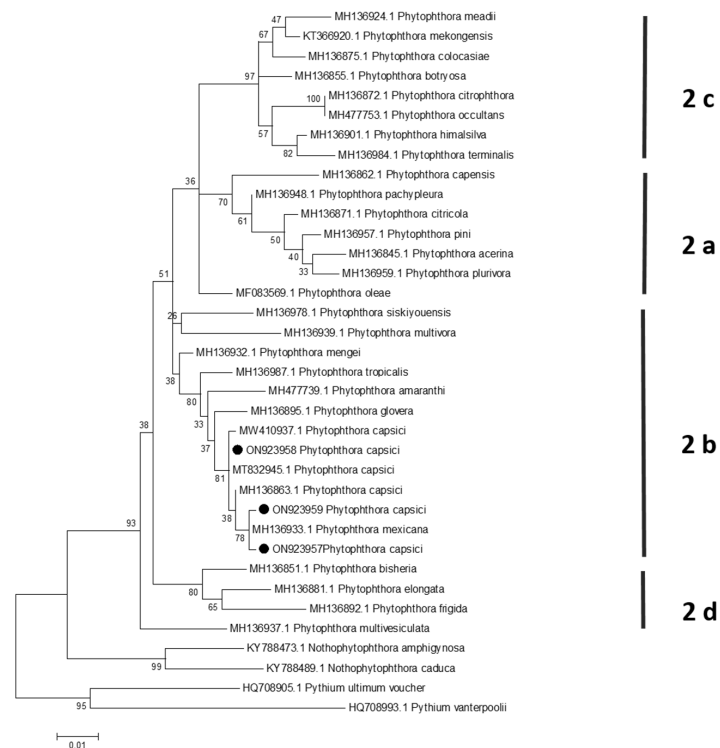 MH136924.1 Phytophthora meadii
47
KT366920.1 Phytophthora mekongensis
67
MH136875.1 Phytophthora colocasiae
97
MH136855.1 Phytophthora botryosa
MH136872.1 Phytophthora citrophthora
100
2 c
MH477753.1 Phytophthora occultans
57
MH136901.1 Phytophthora himalsilva
82
MH136984.1 Phytophthora terminalis
36
MH136862.1 Phytophthora capensis
70
MH136948.1 Phytophthora pachypleura
61
MH136871.1 Phytophthora citricola
50
MH136957.1 Phytophthora pini
2 a
40
MH136845.1 Phytophthora acerina
33
MH136959.1 Phytophthora plurivora
51
MF083569.1 Phytophthora oleae
MH136978.1 Phytophthora siskiyouensis
26
MH136939.1 Phytophthora multivora
MH136932.1 Phytophthora mengei
38
MH136987.1 Phytophthora tropicalis
80
MH477739.1 Phytophthora amaranthi
33
MH136895.1 Phytophthora glovera
38
MW410937.1 Phytophthora capsici
37
2 b
ON923958 Phytophthora capsici
MT832945.1 Phytophthora capsici
81
MH136863.1 Phytophthora capsici
38
ON923959 Phytophthora capsici
93
MH136933.1 Phytophthora mexicana
78
ON923957Phytophthora capsici
MH136851.1 Phytophthora bisheria
80
MH136881.1 Phytophthora elongata
65
MH136892.1 Phytophthora frigida
2 d
MH136937.1 Phytophthora multivesiculata
KY788473.1 Nothophytophthora amphigynosa
99
KY788489.1 Nothophytophthora caduca
HQ708905.1 Pythium ultimum voucher
95
HQ708993.1 Pythium vanterpoolii
0.01